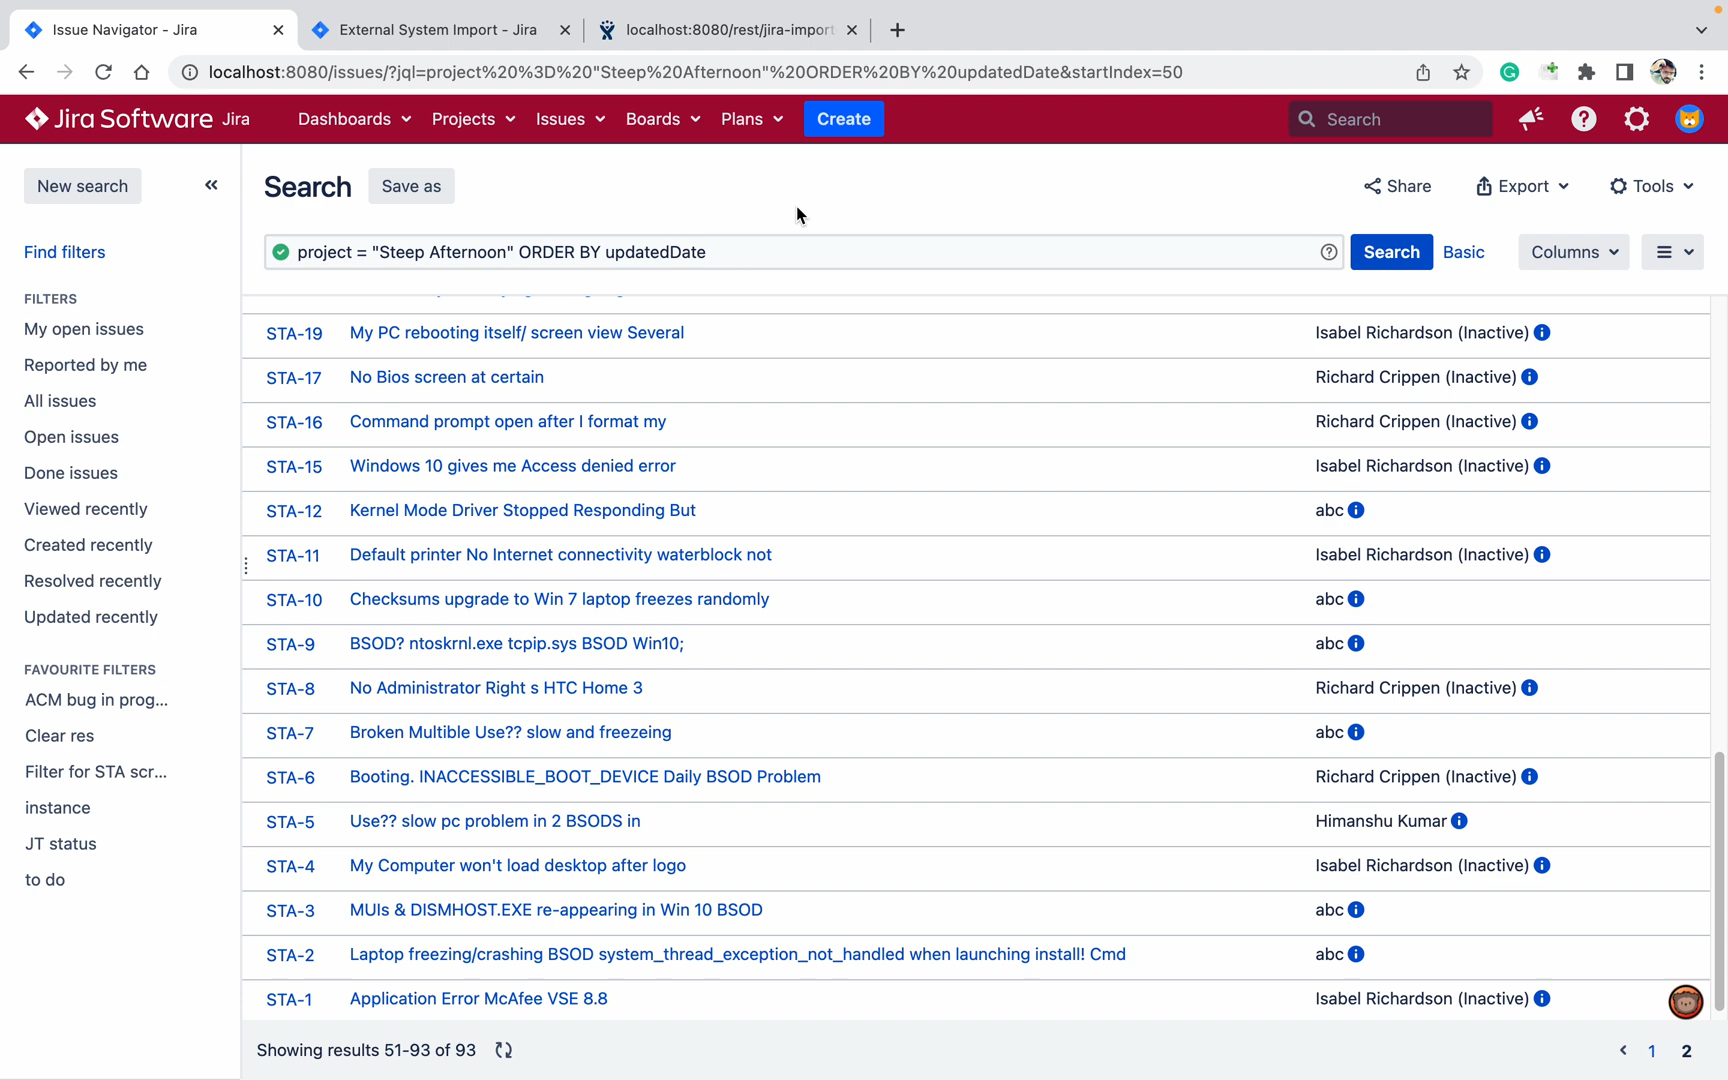 Issue Navigator - Jira
External System Import - Jira
localhost:8080/rest/jira-import
localhost:8080/issues/?jql=project%20%3D%20"Steep%20Afternoon"%20ORDER%20BY%20updatedDate&startIndex=50
Jira Software Jira
Dashboards
Projects
Issues
Boards
Plans
Create
Search
New search
«
Search
Save as
Share
Export
Tools
Find filters
project = "Steep Afternoon" ORDER BY updatedDate
Search
Basic
Columns
FILTERS
My open issues
Reported by me
All issues
Open issues
Done issues
Viewed recently
Created recently
Resolved recently
Updated recently
FAVOURITE FILTERS
ACM bug in prog...
Clear res
Filter for STA scr...
instance
JT status
to do
STA-19 My PC rebooting itself/ screen view Several Isabel Richardson (Inactive)
STA-17 No Bios screen at certain Richard Crippen (Inactive)
STA-16 Command prompt open after I format my Richard Crippen (Inactive)
STA-15 Windows 10 gives me Access denied error Isabel Richardson (Inactive)
STA-12 Kernel Mode Driver Stopped Responding But abc
STA-11 Default printer No Internet connectivity waterblock not Isabel Richardson (Inactive)
STA-10 Checksums upgrade to Win 7 laptop freezes randomly abc
STA-9 BSOD? ntoskrnl.exe tcpip.sys BSOD Win10; abc
STA-8 No Administrator Right s HTC Home 3 Richard Crippen (Inactive)
STA-7 Broken Multible Use?? slow and freezeing abc
STA-6 Booting. INACCESSIBLE_BOOT_DEVICE Daily BSOD Problem Richard Crippen (Inactive)
STA-5 Use?? slow pc problem in 2 BSODS in Himanshu Kumar
STA-4 My Computer won't load desktop after logo Isabel Richardson (Inactive)
STA-3 MUIs & DISMHOST.EXE re-appearing in Win 10 BSOD abc
STA-2 Laptop freezing/crashing BSOD system_thread_exception_not_handled when launching install! Cmd abc
STA-1 Application Error McAfee VSE 8.8 Isabel Richardson (Inactive)
Showing results 51-93 of 93
1 2